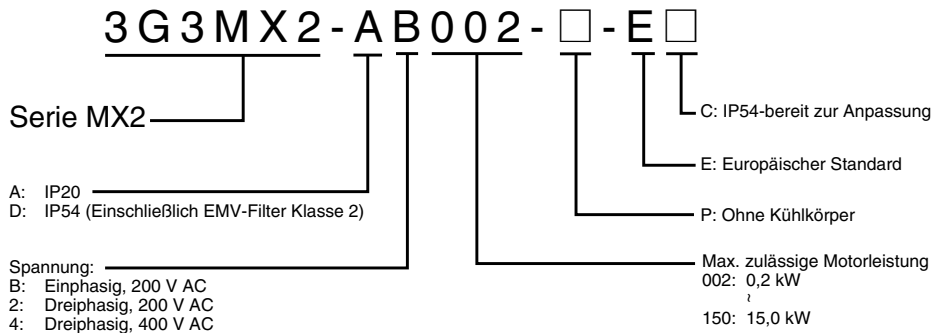 3G3MX2-AB002-□-E□
Serie MX2
C: IP54-bereit zur Anpassung
E: Europäischer Standard
A: IP20
D: IP54 (Einschließlich EMV-Filter Klasse 2)
P: Ohne Kühlkörper
Spannung:
B: Einphasig, 200 V AC
2: Dreiphasig, 200 V AC
4: Dreiphasig, 400 V AC
Max. zulässige Motorleistung
002: 0,2 kW
~
150: 15,0 kW